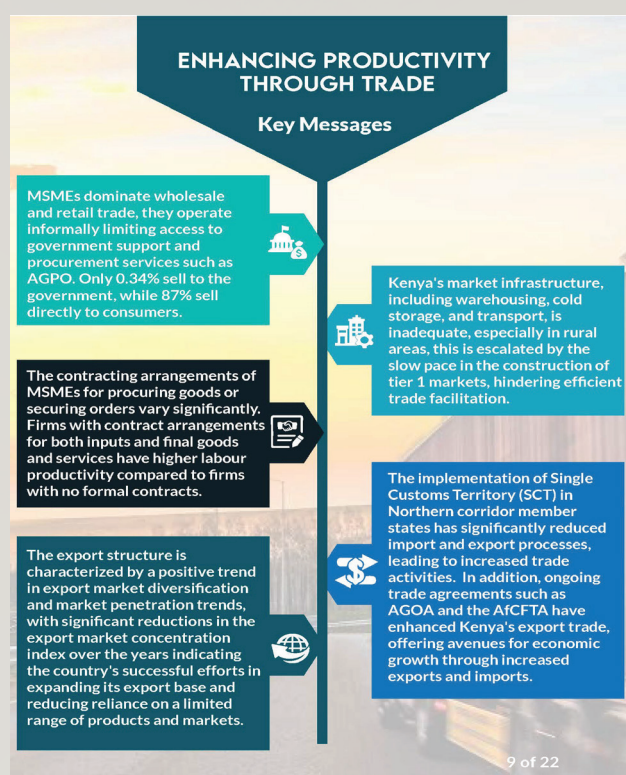 ENHANCING PRODUCTIVITY
THROUGH TRADE
Key Messages
MSMEs dominate wholesale
and retail trade, they operate
informally limiting access to
government support and
procurement services such as
AGPO. Only 0.34% sell to the
government, while 87% sell
directly to consumers.
Kenya's market infrastructure,
including warehousing, cold
storage, and transport, is
inadequate, especially in rural
areas, this is escalated by the
slow pace in the construction of
tier 1 markets, hindering efficient
trade facilitation.
The contracting arrangements of
MSMEs for procuring goods or
securing orders vary significantly.
Firms with contract arrangements
for both inputs and final goods
and services have higher labour
productivity compared to firms
with no formal contracts.
The implementation of Single
Customs Territory (SCT) in
Northern corridor member
states has significantly reduced
import and export processes,
leading to increased trade
activities. In addition, ongoing
trade agreements such as
AGOA and the AfCFTA have
enhanced Kenya's export trade,
offering avenues for economic
growth through increased
exports and imports.
The export structure is
characterized by a positive trend
in export market diversification
and market penetration trends,
with significant reductions in the
export market concentration
index over the years indicating
the country's successful efforts in
expanding its export base and
reducing reliance on a limited
range of products and markets.
9 of 22